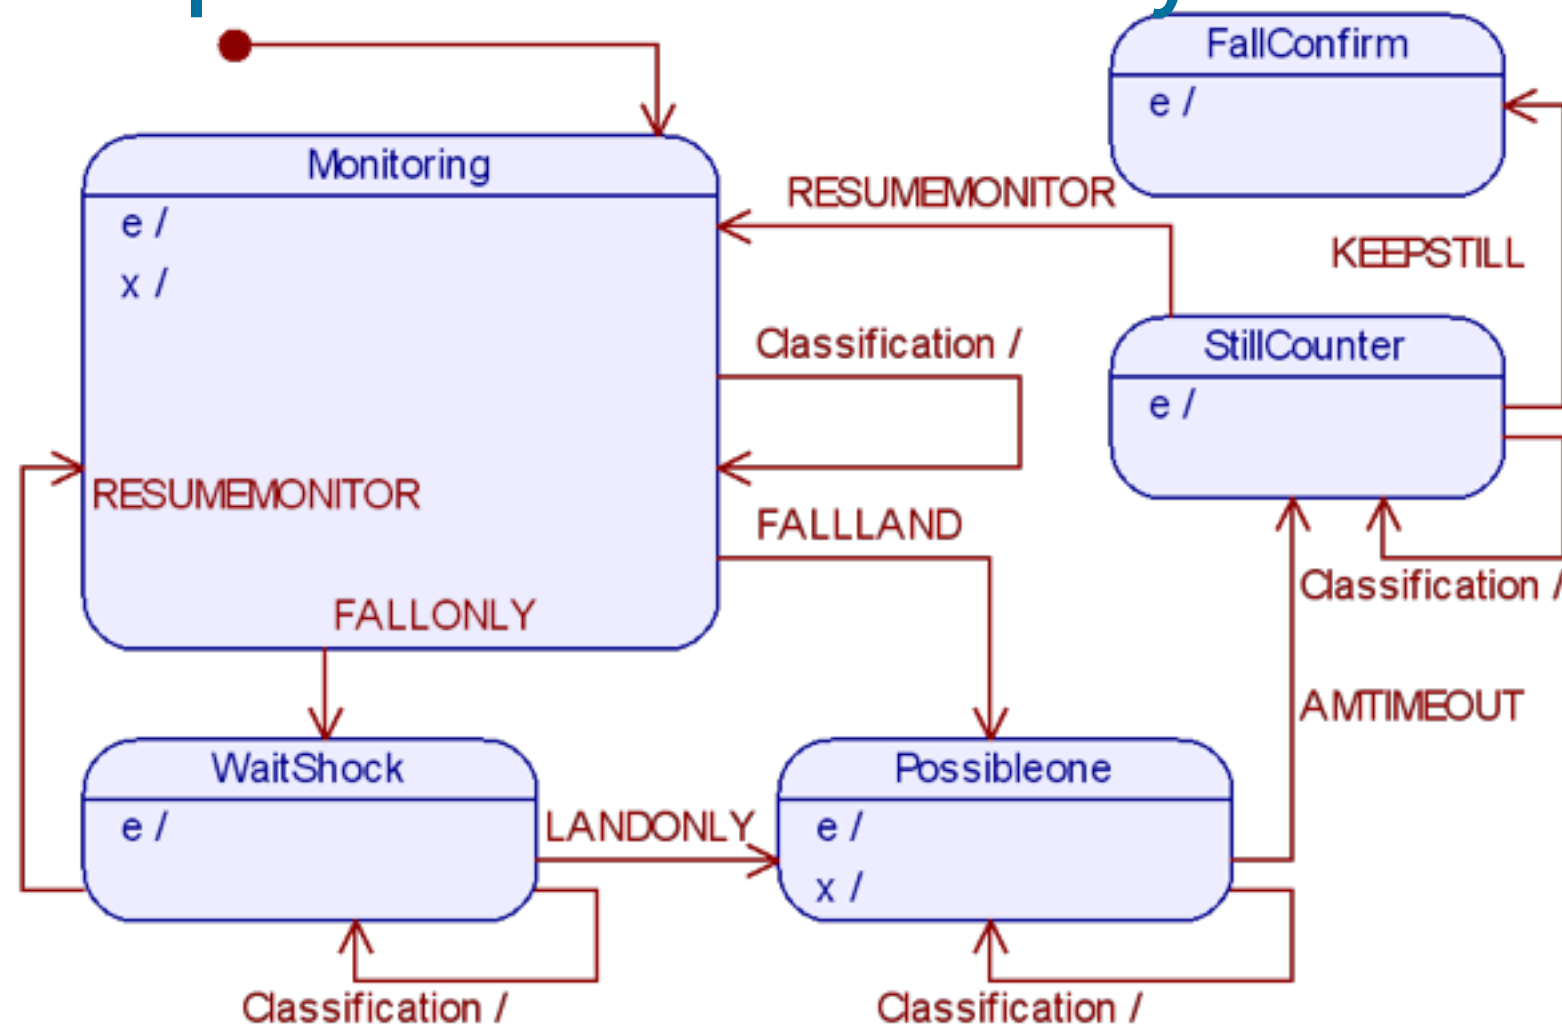 FallConfirm
e /
Monitoring
e /
x /
RESUMEMONITOR
KEEPSTILL
Classification /
StillCounter
e /
RESUMEMONITOR
FALLLAND
Classification /
FALLONLY
AMTIMEOUT
WaitShock
e /
LANDONLY
Possibleone
e /
x /
Classification /
Classification /